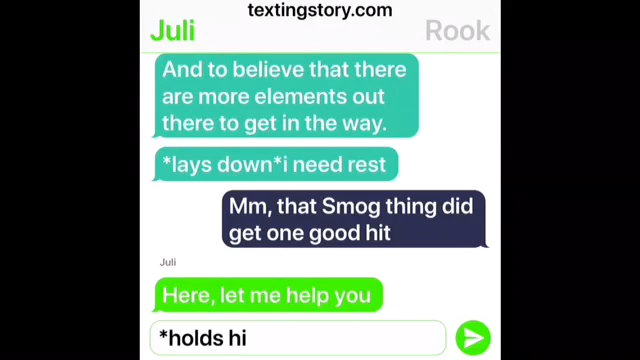 textingstory.com
Juli
Rook
And to believe that there
are more elements out
there to get in the way.
*lays down*i need rest
Mm, that Smog thing did
get one good hit
Juli
Here, let me help you
*holds hi